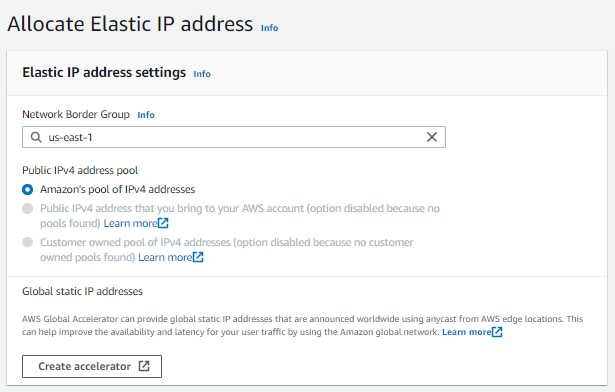 Allocate Elastic IP address Info
Elastic IP address settings Info
Network Border Group Info
us-east-1
Public IPv4 address pool
Amazon's pool of IPv4 addresses
Public IPv4 address that you bring to your AWS account (option disabled because no
pools found) Learn more
Customer owned pool of IPv4 addresses (option disabled because no customer
owned pools found) Learn more
Global static IP addresses
AWS Global Accelerator can provide global static IP addresses that are announced worldwide using anycast from AWS edge locations. This
can help improve the availability and latency for your user traffic by using the Amazon global network. Learn more
Create accelerator